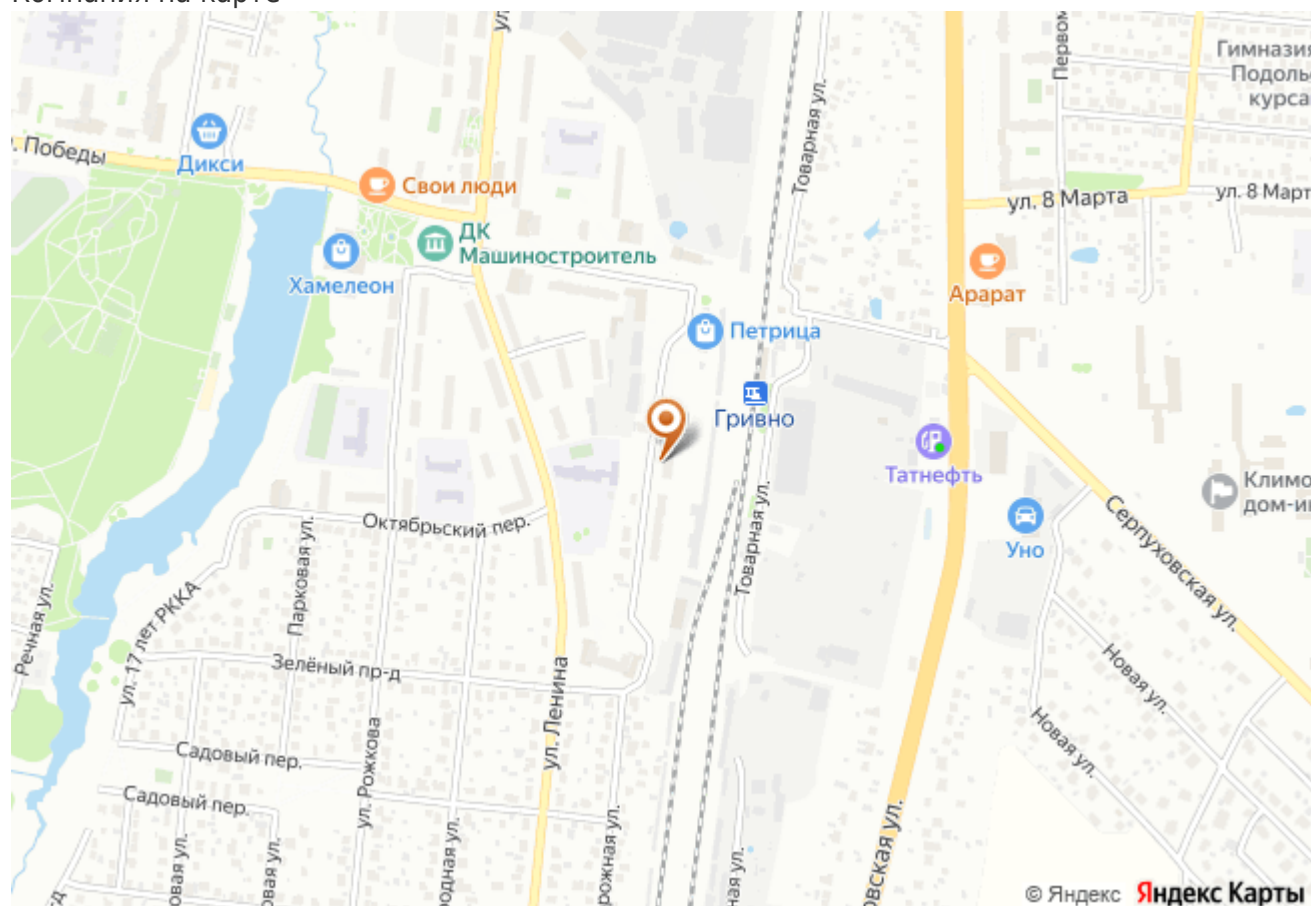 ул.
Первом
Гимназия
Подоль
курса
. Победы
Дикси
Товарная ул.
Свои люди
ул. 8 Марта
ул. 8 Март
ДК
Машиностроитель
Хамелеон
Арарат
Петрица
Гривно
Татнефть
Климо
дом-и
Октябрьский пер.
Уно
Серпуховская ул.
Парковая ул.
Товарная ул.
Речная ул.
ул. 17 лет РККА
Зелёный пр-д
ул. Ленина
Новая ул.
Новая ул.
Садовый пер.
ул. Рожкова
Садовый пер.
овая ул.
овая ул.
родная ул.
рожная ул.
ная ул.
овская ул.
© Яндекс Яндекс Карты